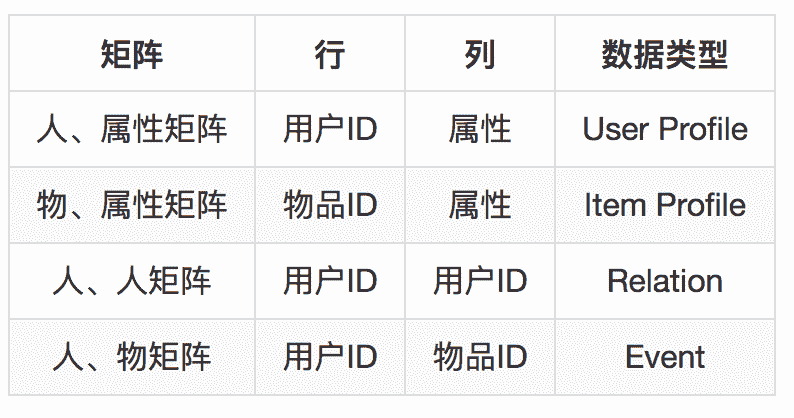 矩阵 行 列 数据类型
人、属性矩阵 用户ID 属性 User Profile
物、属性矩阵 物品ID 属性 Item Profile
人、人矩阵 用户ID 用户ID Relation
人、物矩阵 用户ID 物品ID Event